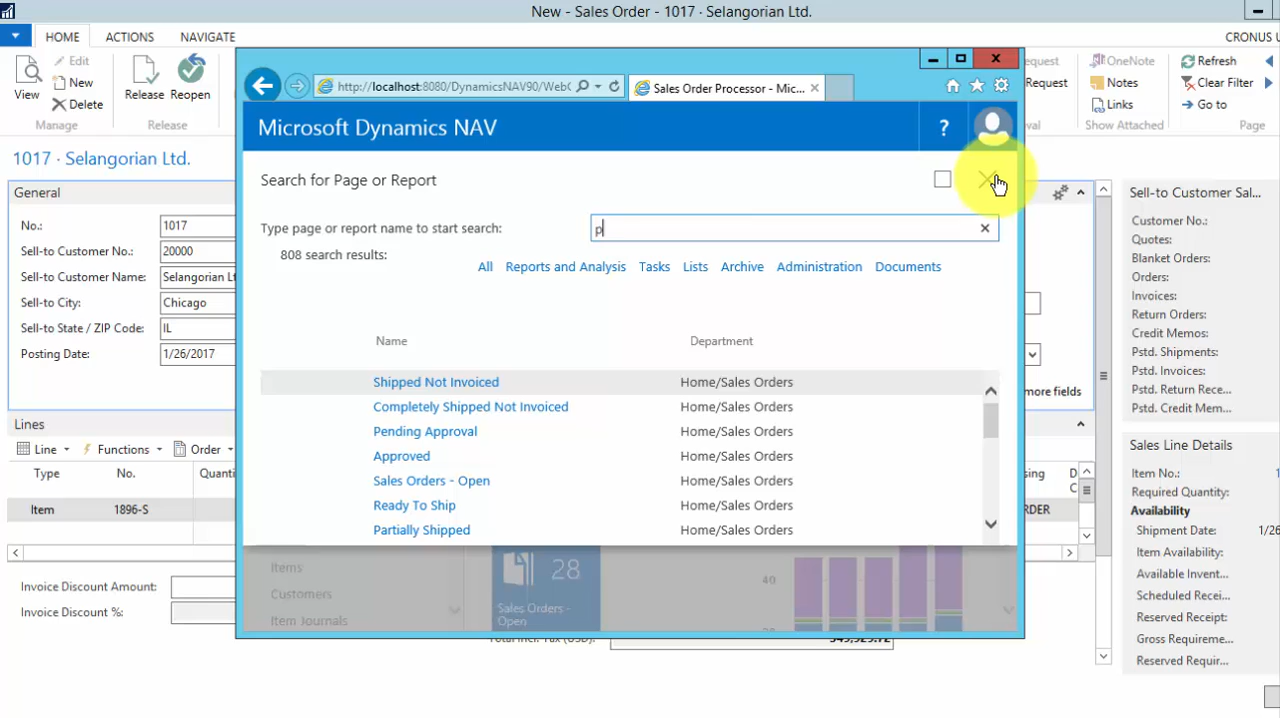 New - Sales Order - 1017 · Selangorian Ltd.
HOME ACTIONS NAVIGATE CRONUS U
View Edit New Delete Manage
Release Reopen Release
equest Request oval
OneNote Notes Links Show Attached
Refresh Clear Filter Go to Page
http://localhost:8080/DynamicsNAV90/WebC
Sales Order Processor - Mic...
Microsoft Dynamics NAV ?
1017 · Selangorian Ltd.
Search for Page or Report
Type page or report name to start search: p
808 search results:
All Reports and Analysis Tasks Lists Archive Administration Documents
Name Department
Shipped Not Invoiced Home/Sales Orders
Completely Shipped Not Invoiced Home/Sales Orders
Pending Approval Home/Sales Orders
Approved Home/Sales Orders
Sales Orders - Open Home/Sales Orders
Ready To Ship Home/Sales Orders
Partially Shipped Home/Sales Orders
Items
Customers
Item Journals
28
Sales Orders -
Open
40
General
No.: 1017
Sell-to Customer No.: 20000
Sell-to Customer Name: Selangorian Lt
Sell-to City: Chicago
Sell-to State / ZIP Code: IL
Posting Date: 1/26/2017
more fields
Lines
Line Functions Order
Type No. Quanti
Item 1896-S
RDER
Invoice Discount Amount:
Invoice Discount %:
Total Incl. Tax (USD):
Sell-to Customer Sal...
Customer No.:
Quotes:
Blanket Orders:
Orders:
Invoices:
Return Orders:
Credit Memos:
Pstd. Shipments:
Pstd. Invoices:
Pstd. Return Rece...
Pstd. Credit Mem...
Sales Line Details
Item No.: 1
Required Quantity:
Availability
Shipment Date: 1/26
Item Availability:
Available Invent...
Scheduled Recei...
Reserved Receipt:
Gross Requireme...
Reserved Requir...